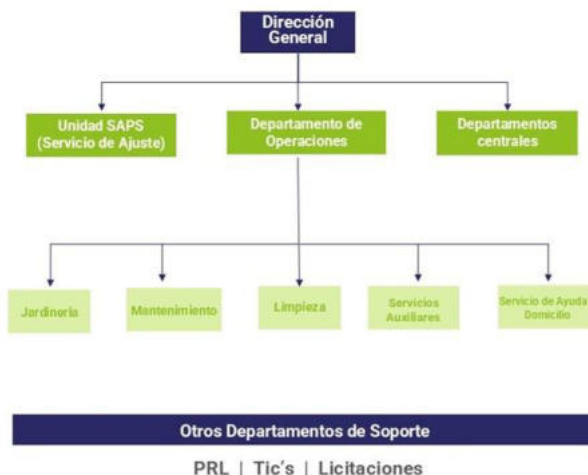 Dirección
General
Unidad SAPS
(Servicio de Ajuste)
Departamento de
Operaciones
Departamentos
centrales
Jardinería
Mantenimiento
Limpieza
Servicios
Auxiliares
Servicio de Ayuda
Domicilio
Otros Departamentos de Soporte
PRL | Tic´s | Licitaciones